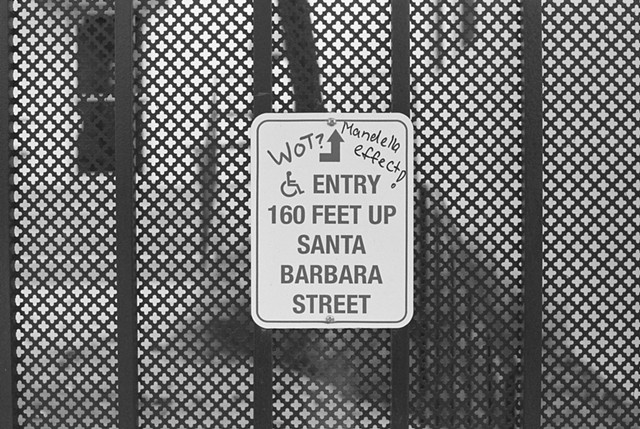 WOT?
Mandella
effect?!
ENTRY
160 FEET UP
SANTA
BARBARA
STREET